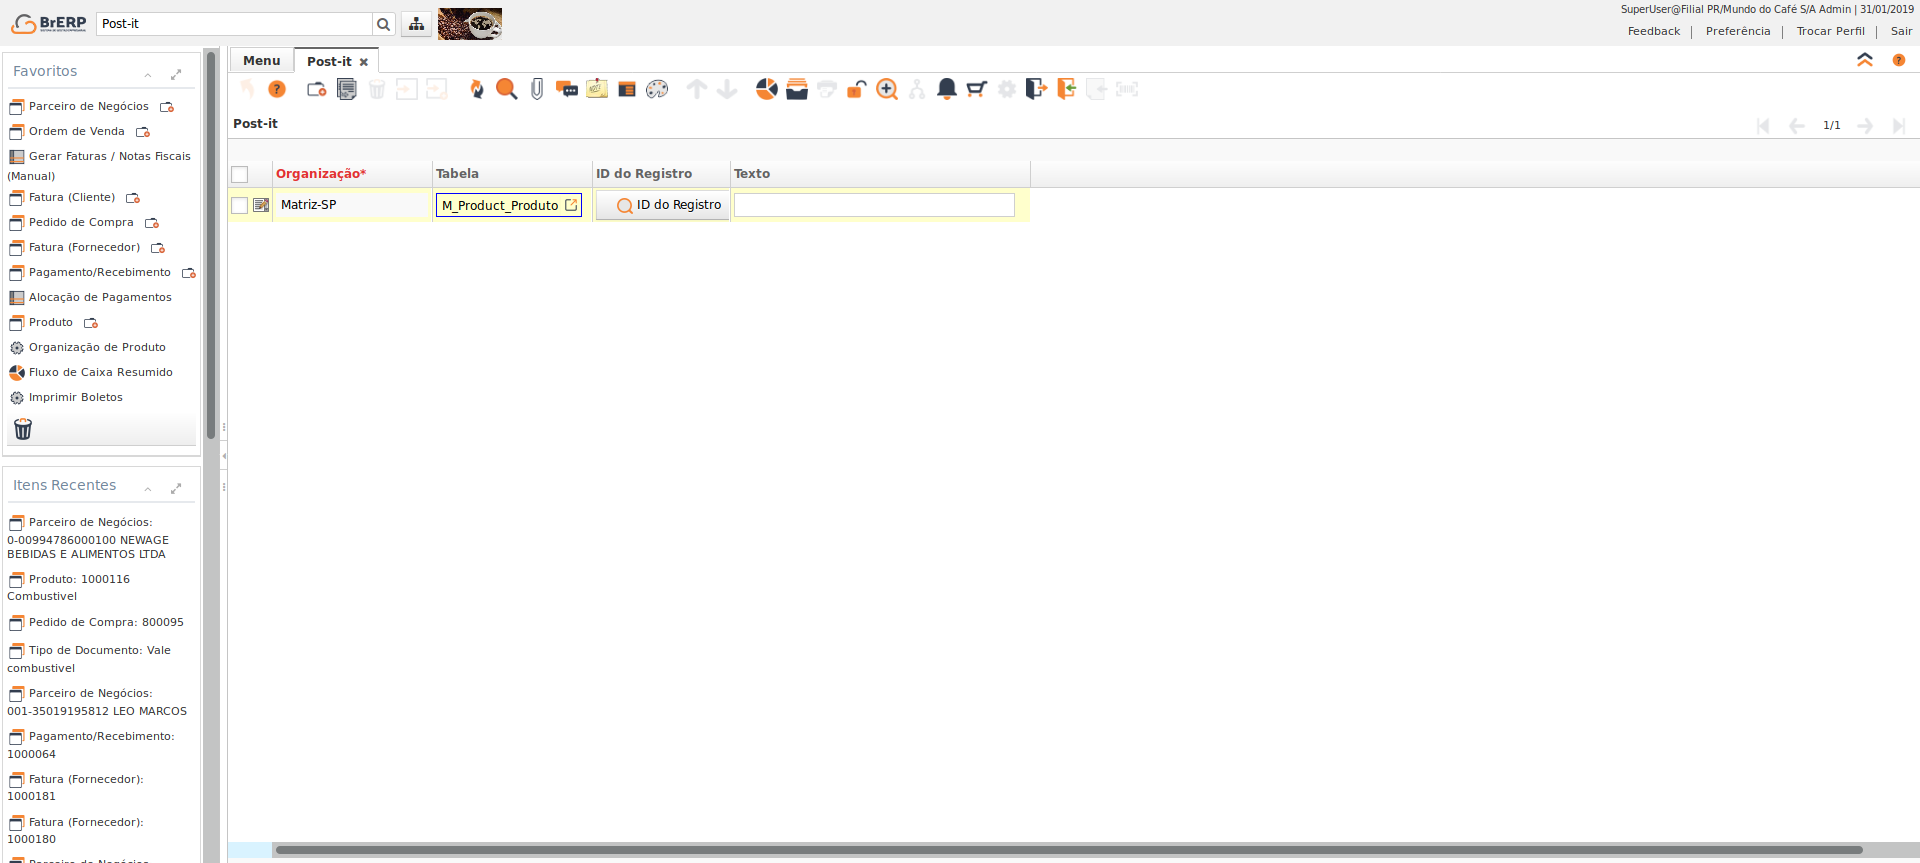 BrERP
Post-it
SuperUser@Filial PR/Mundo do Café S/A Admin | 31/01/2019
Feedback | Preferência | Trocar Perfil | Sair
Favoritos
Parceiro de Negócios
Ordem de Venda
Gerar Faturas / Notas Fiscais
(Manual)
Fatura (Cliente)
Pedido de Compra
Fatura (Fornecedor)
Pagamento/Recebimento
Alocação de Pagamentos
Produto
Organização de Produto
Fluxo de Caixa Resumido
Imprimir Boletos
Itens Recentes
Parceiro de Negócios:
0-00994786000100 NEWAGE
BEBIDAS E ALIMENTOS LTDA
Produto: 1000116
Combustivel
Pedido de Compra: 800095
Tipo de Documento: Vale
combustivel
Parceiro de Negócios:
001-35019195812 LEO MARCOS
Pagamento/Recebimento:
1000064
Fatura (Fornecedor):
1000181
Fatura (Fornecedor):
1000180
Menu
Post-it
Post-it
1/1
Organização* Tabela ID do Registro Texto
Matriz-SP M_Product_Produto ID do Registro